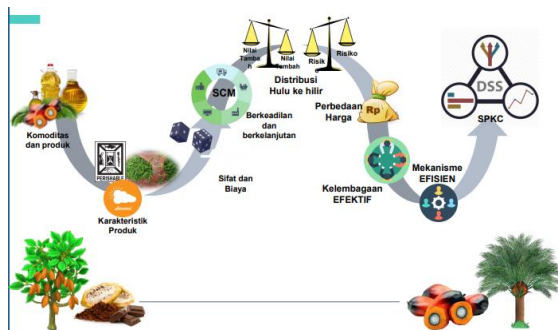 Komoditas
dan produk
PERISHABLE
Karakteristik
Produk
SCM
Berkeadilan
dan
berkelanjutan
Sifat dan
Biaya
Nilai
Tamba
h
Nilai
Tambah
Distribusi
Hulu ke hilir
Risik
o
Risiko
Perbedaan
Harga
Rp
Kelembagaan
EFEKTIF
Mekanisme
EFISIEN
DSS
SPKC